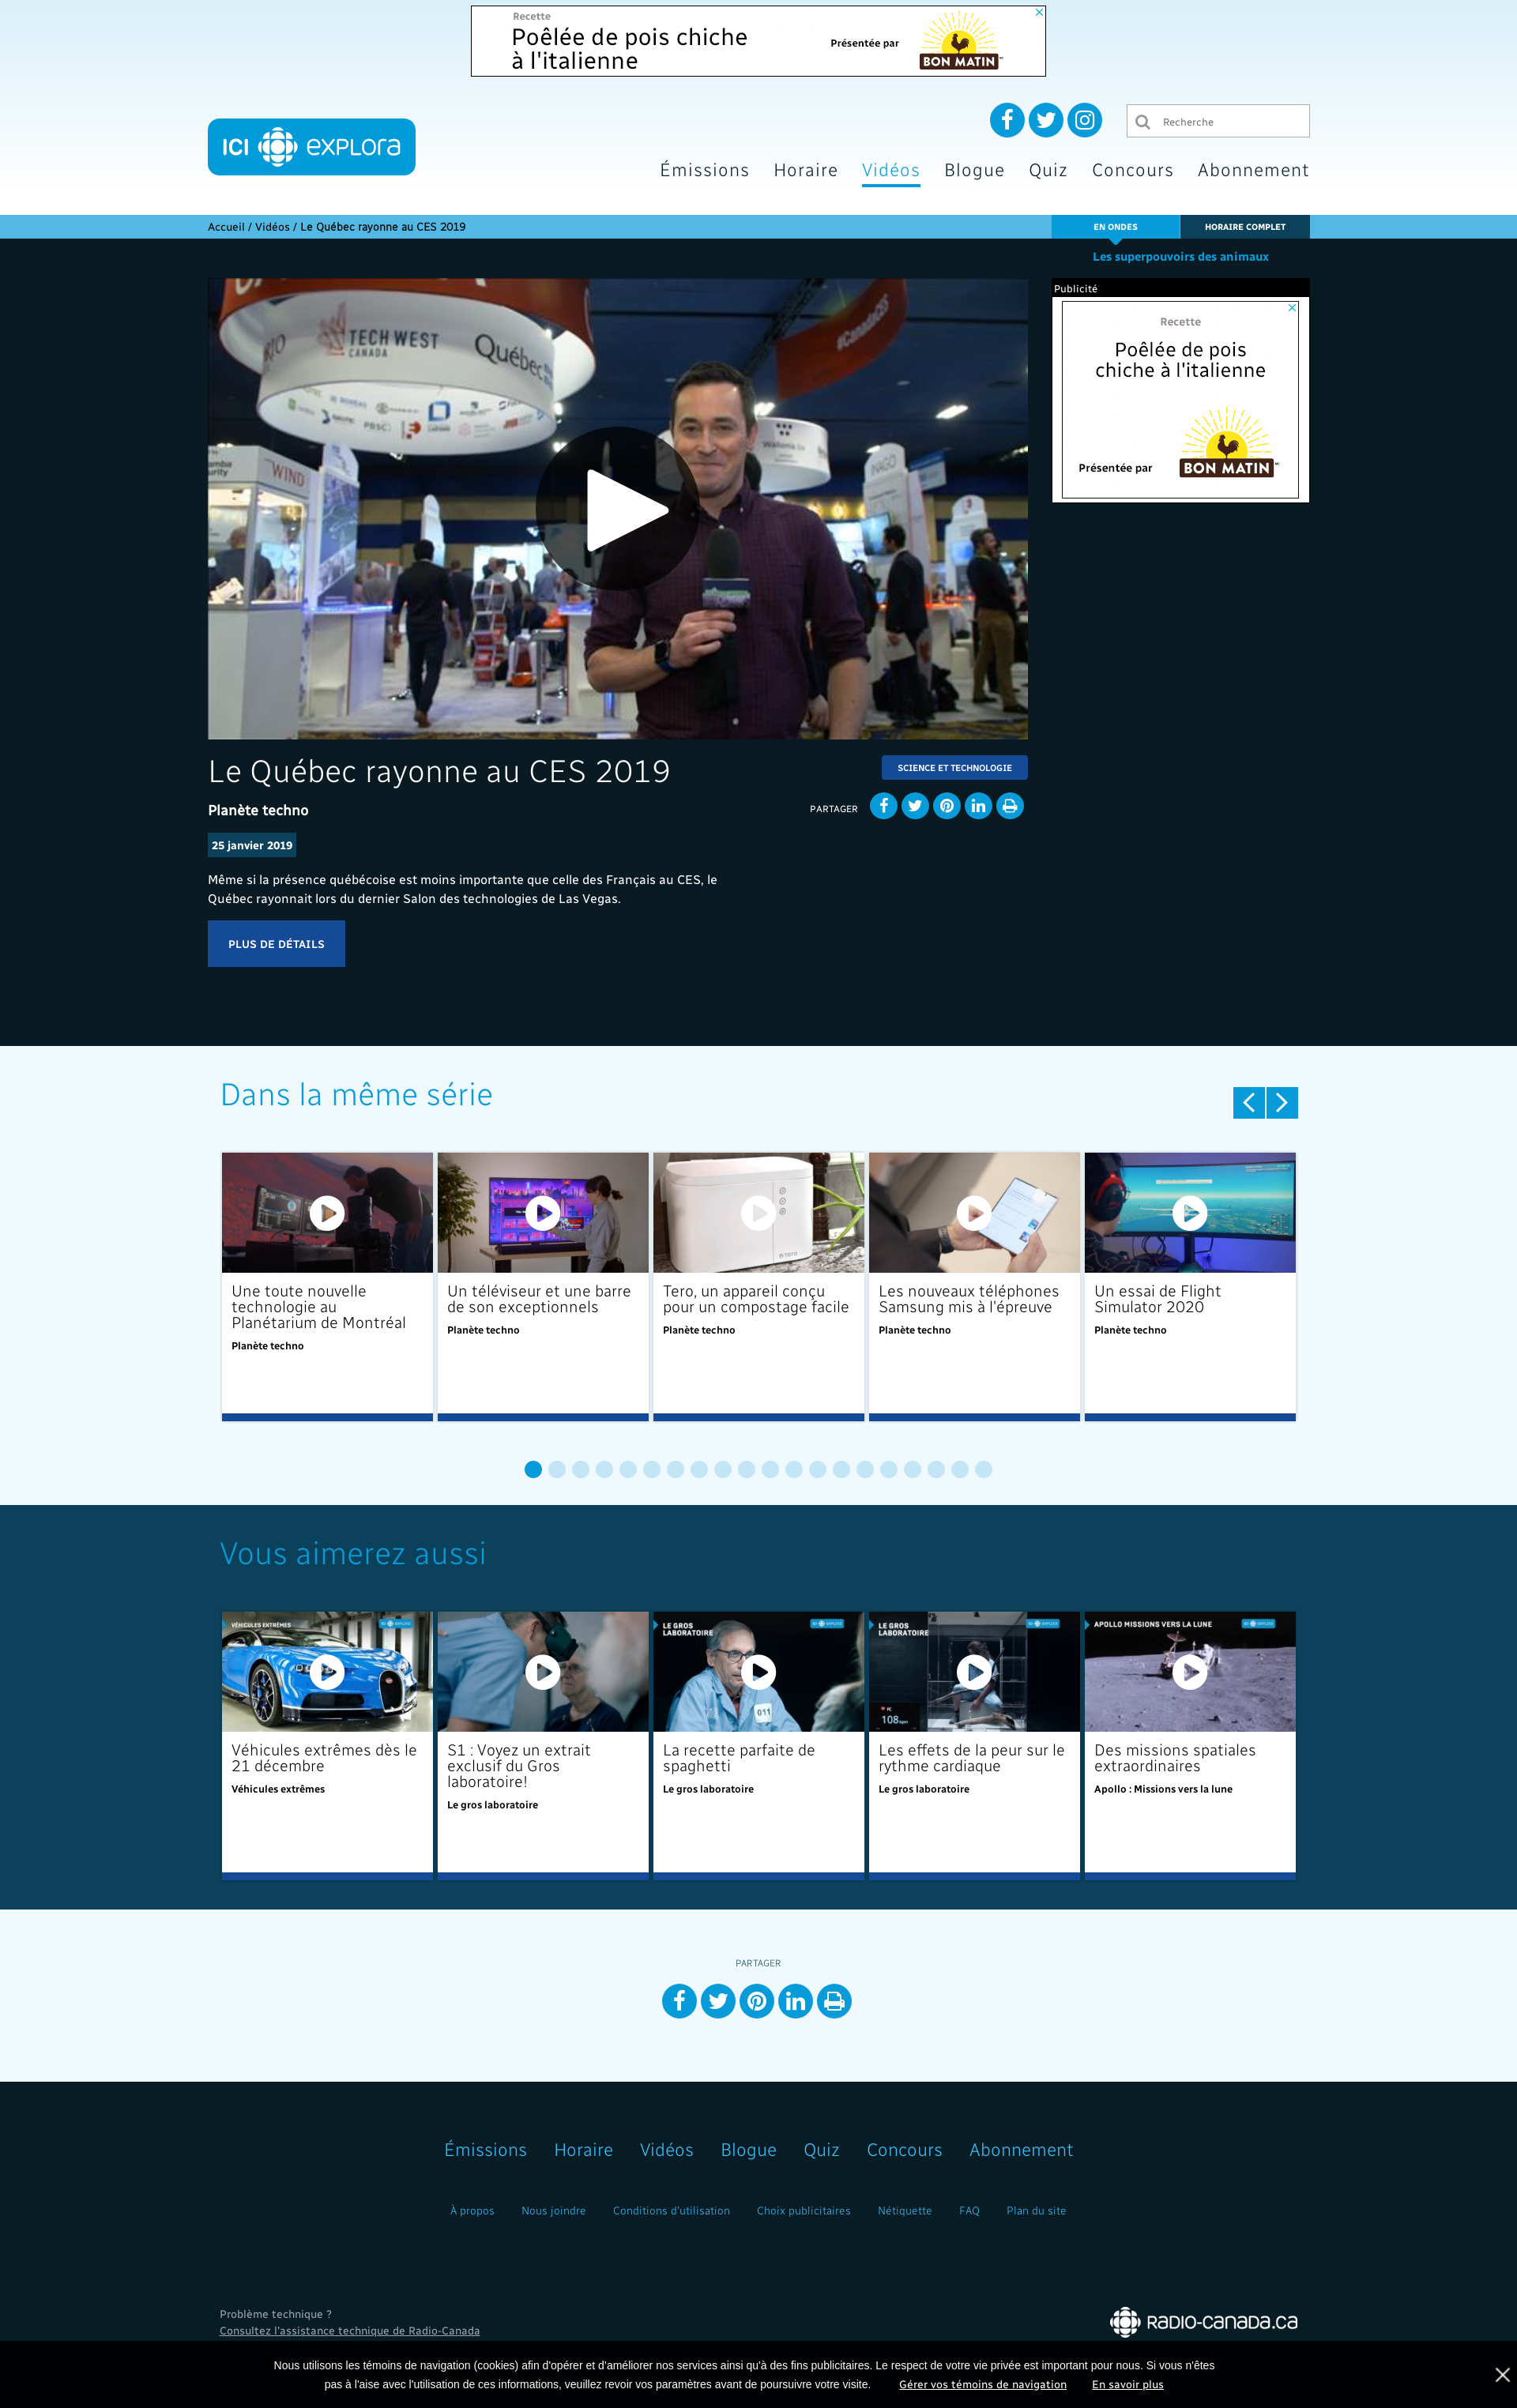 Recette
Poêlée de pois chiche
à l'italienne
Présentée par
BON MATIN
ICI explora
Recherche
Émissions Horaire Vidéos Blogue Quiz Concours Abonnement
Accueil / Vidéos / Le Québec rayonne au CES 2019
EN ONDES
HORAIRE COMPLET
Les superpouvoirs des animaux
Publicité
Recette
Poêlée de pois
chiche à l'italienne
Présentée par
BON MATIN
TECH WEST
CANADA
Québec
#CanadaCES
WIND
Le Québec rayonne au CES 2019
SCIENCE ET TECHNOLOGIE
Planète techno
PARTAGER
25 janvier 2019
Même si la présence québécoise est moins importante que celle des Français au CES, le
Québec rayonnait lors du dernier Salon des technologies de Las Vegas.
PLUS DE DÉTAILS
Dans la même série
Une toute nouvelle
technologie au
Planétarium de Montréal
Planète techno
Un téléviseur et une barre
de son exceptionnels
Planète techno
Tero, un appareil conçu
pour un compostage facile
Planète techno
Les nouveaux téléphones
Samsung mis à l'épreuve
Planète techno
Un essai de Flight
Simulator 2020
Planète techno
Vous aimerez aussi
VÉHICULES EXTRÊMES
Véhicules extrêmes dès le
21 décembre
Véhicules extrêmes
S1 : Voyez un extrait
exclusif du Gros
laboratoire!
Le gros laboratoire
LE GROS
LABORATOIRE
011
La recette parfaite de
spaghetti
Le gros laboratoire
LE GROS
LABORATOIRE
108
Les effets de la peur sur le
rythme cardiaque
Le gros laboratoire
APOLLO MISSIONS VERS LA LUNE
Des missions spatiales
extraordinaires
Apollo : Missions vers la lune
PARTAGER
Émissions Horaire Vidéos Blogue Quiz Concours Abonnement
À propos Nous joindre Conditions d'utilisation Choix publicitaires Nétiquette FAQ Plan du site
Problème technique ?
Consultez l'assistance technique de Radio-Canada
Radio-Canada.ca
Nous utilisons les témoins de navigation (cookies) afin d'opérer et d'améliorer nos services ainsi qu'à des fins publicitaires. Le respect de votre vie privée est important pour nous. Si vous n'êtes
pas à l'aise avec l'utilisation de ces informations, veuillez revoir vos paramètres avant de poursuivre votre visite. Gérer vos témoins de navigation En savoir plus